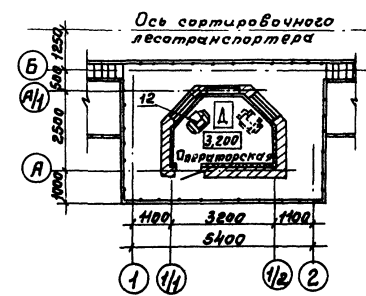 Ось сортировочного
лесотранспортера
1250
Б
500
А/1
12
Д
3,200
2500
Операторская
А
1000
1100 3200 1100
5400
1 1/1 1/2 2